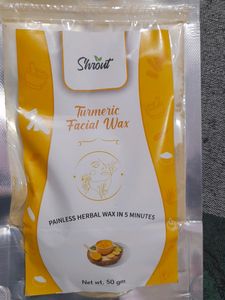 Shrout
Turmeric
Facial Wax
PAINLESS HERBAL WAX IN 5 MINUTES
Net wt. 50 gm